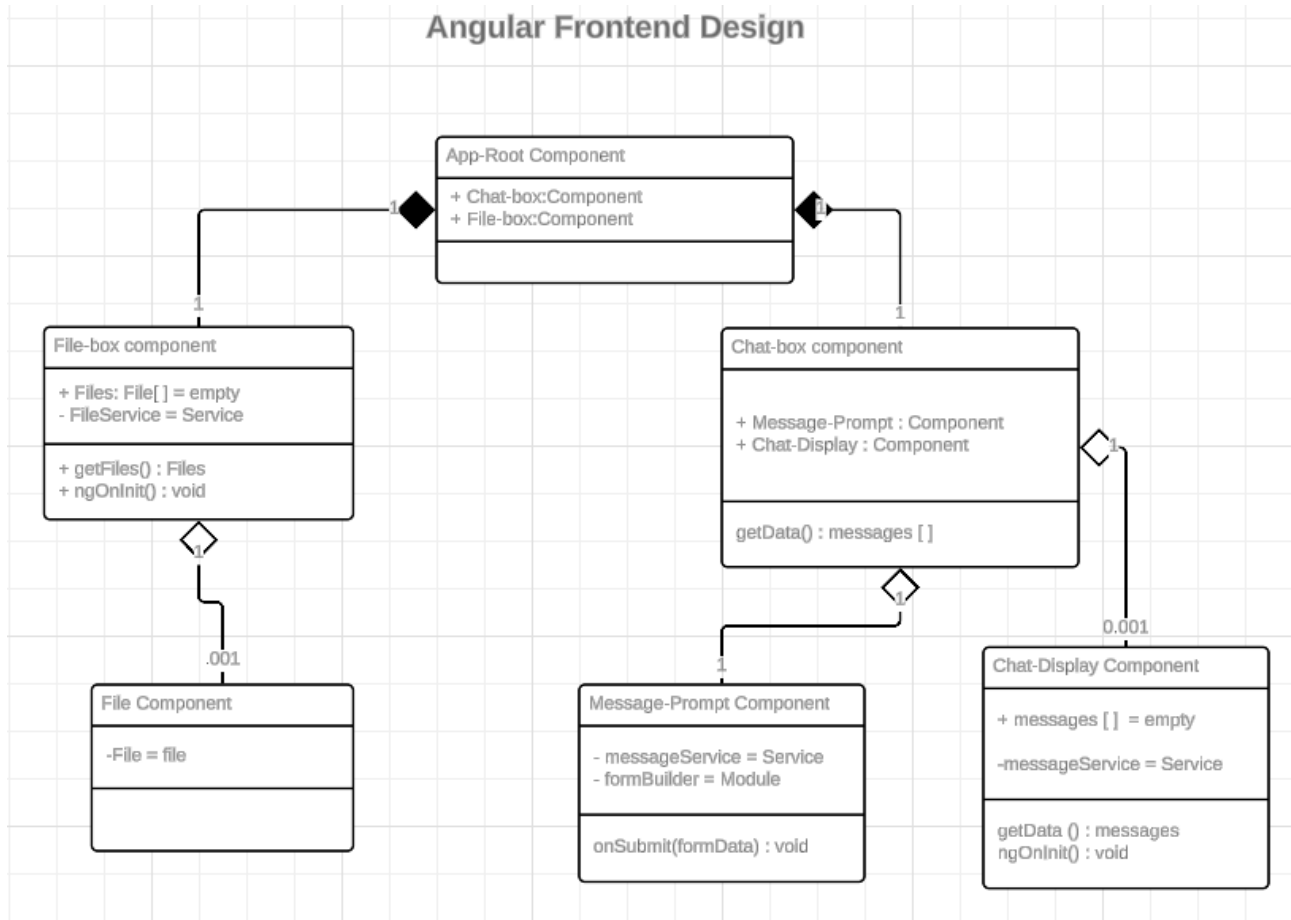 Angular Frontend Design
App-Root Component
+ Chat-box:Component
+ File-box:Component
1
1
1
1
File-box component
+ Files: File[ ] = empty
- FileService = Service
+ getFiles() : Files
+ ngOnInit() : void
Chat-box component
+ Message-Prompt : Component
+ Chat-Display : Component
getData() : messages [ ]
1
1
1
.001
1
0.001
File Component
-File = file
Message-Prompt Component
- messageService = Service
- formBuilder = Module
onSubmit(formData) : void
Chat-Display Component
+ messages [ ] = empty
-messageService = Service
getData () : messages
ngOnInit() : void